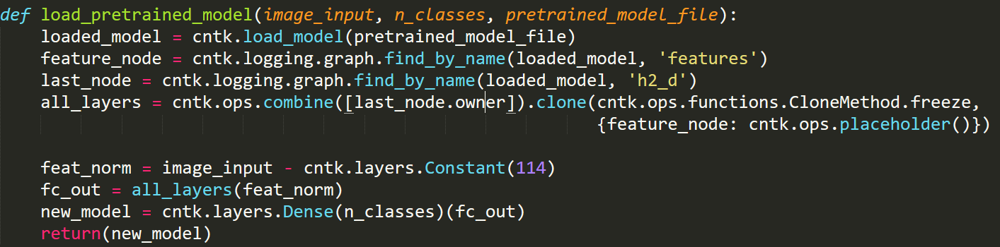 def load_pretrained_model(image_input, n_classes, pretrained_model_file):
    loaded_model = cntk.load_model(pretrained_model_file)
    feature_node = cntk.logging.graph.find_by_name(loaded_model, 'features')
    last_node = cntk.logging.graph.find_by_name(loaded_model, 'h2_d')
    all_layers = cntk.ops.combine([last_node.owner]).clone(cntk.ops.functions.CloneMethod.freeze,
                                                           {feature_node: cntk.ops.placeholder()})

    feat_norm = image_input - cntk.layers.Constant(114)
    fc_out = all_layers(feat_norm)
    new_model = cntk.layers.Dense(n_classes)(fc_out)
    return(new_model)